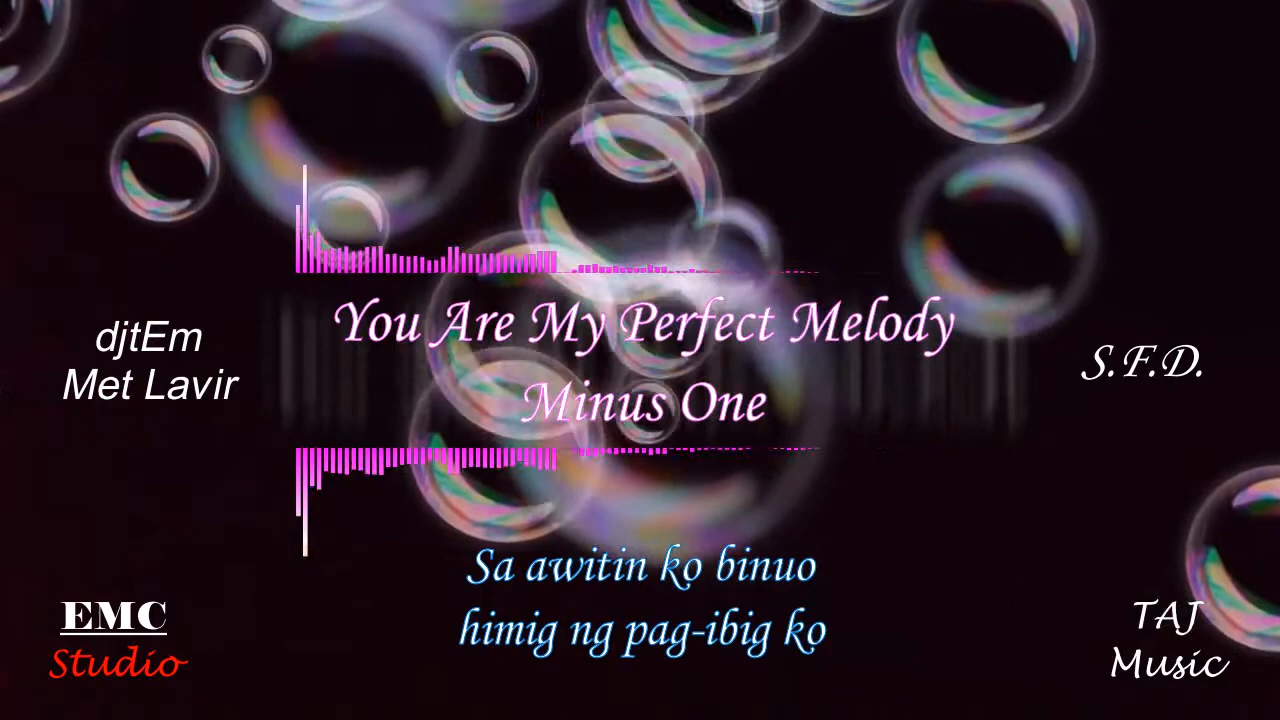 You Are My Perfect Melody
Minus One
djtEm
Met Lavir
S.F.D.
Sa awitin ko binuo
himig ng pag-ibig ko
EMC
Studio
TAJ
Music